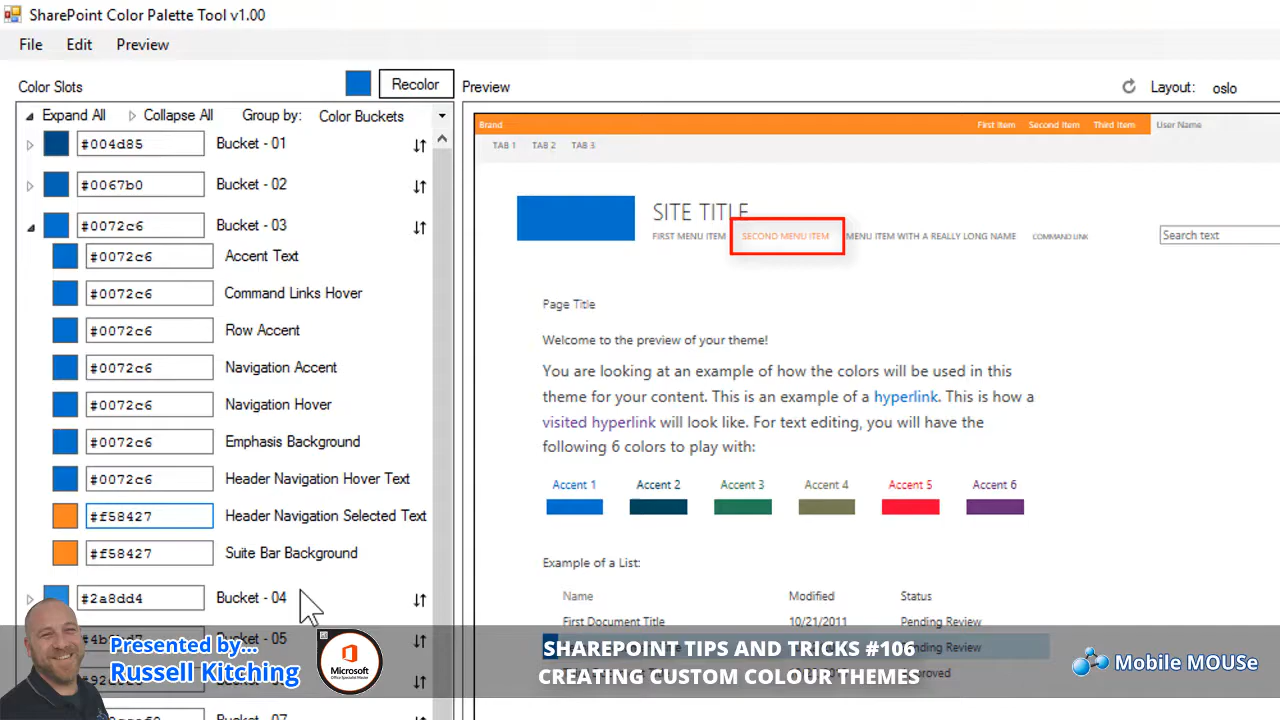 SharePoint Color Palette Tool v1.00
File Edit Preview
Color Slots
Recolor
Expand All Collapse All Group by: Color Buckets
#004d85 Bucket - 01
#0067b0 Bucket - 02
#0072c6 Bucket - 03
#0072c6 Accent Text
#0072c6 Command Links Hover
#0072c6 Row Accent
#0072c6 Navigation Accent
#0072c6 Navigation Hover
#0072c6 Emphasis Background
#0072c6 Header Navigation Hover Text
#f58427 Header Navigation Selected Text
#f58427 Suite Bar Background
#2a8dd4 Bucket - 04
Bucket - 05
Preview
Layout: oslo
Brand First Item Second Item Third Item User Name
TAB 1 TAB 2 TAB 3
SITE TITLE
FIRST MENU ITEM SECOND MENU ITEM MENU ITEM WITH A REALLY LONG NAME COMMAND LINK
Search text
Page Title
Welcome to the preview of your theme!
You are looking at an example of how the colors will be used in this
theme for your content. This is an example of a hyperlink. This is how a
visited hyperlink will look like. For text editing, you will have the
following 6 colors to play with:
Accent 1 Accent 2 Accent 3 Accent 4 Accent 5 Accent 6
Example of a List:
Name Modified Status
First Document Title 10/21/2011 Pending Review
Pending Review
Presented by...
Russell Kitching
Microsoft
Office Specialist Master
SHAREPOINT TIPS AND TRICKS #106
CREATING CUSTOM COLOUR THEMES
Mobile MOUSe